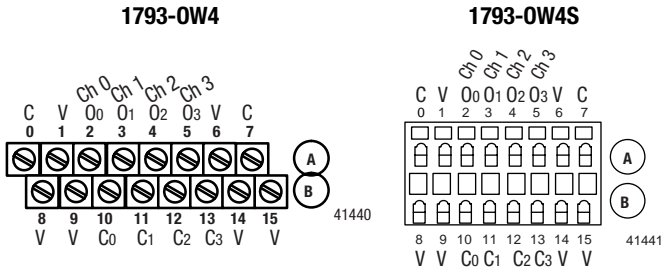 1793-OW4
Ch 0 Ch 1 Ch 2 Ch 3
C V O0 O1 O2 O3 V C
0 1 2 3 4 5 6 7
A
B
8 9 10 11 12 13 14 15
V V C0 C1 C2 C3 V V
41440
1793-OW4S
Ch 0 Ch 1 Ch 2 Ch 3
C V O0 O1 O2 O3 V C
0 1 2 3 4 5 6 7
A
B
8 9 10 11 12 13 14 15
V V C0 C1 C2 C3 V V
41441